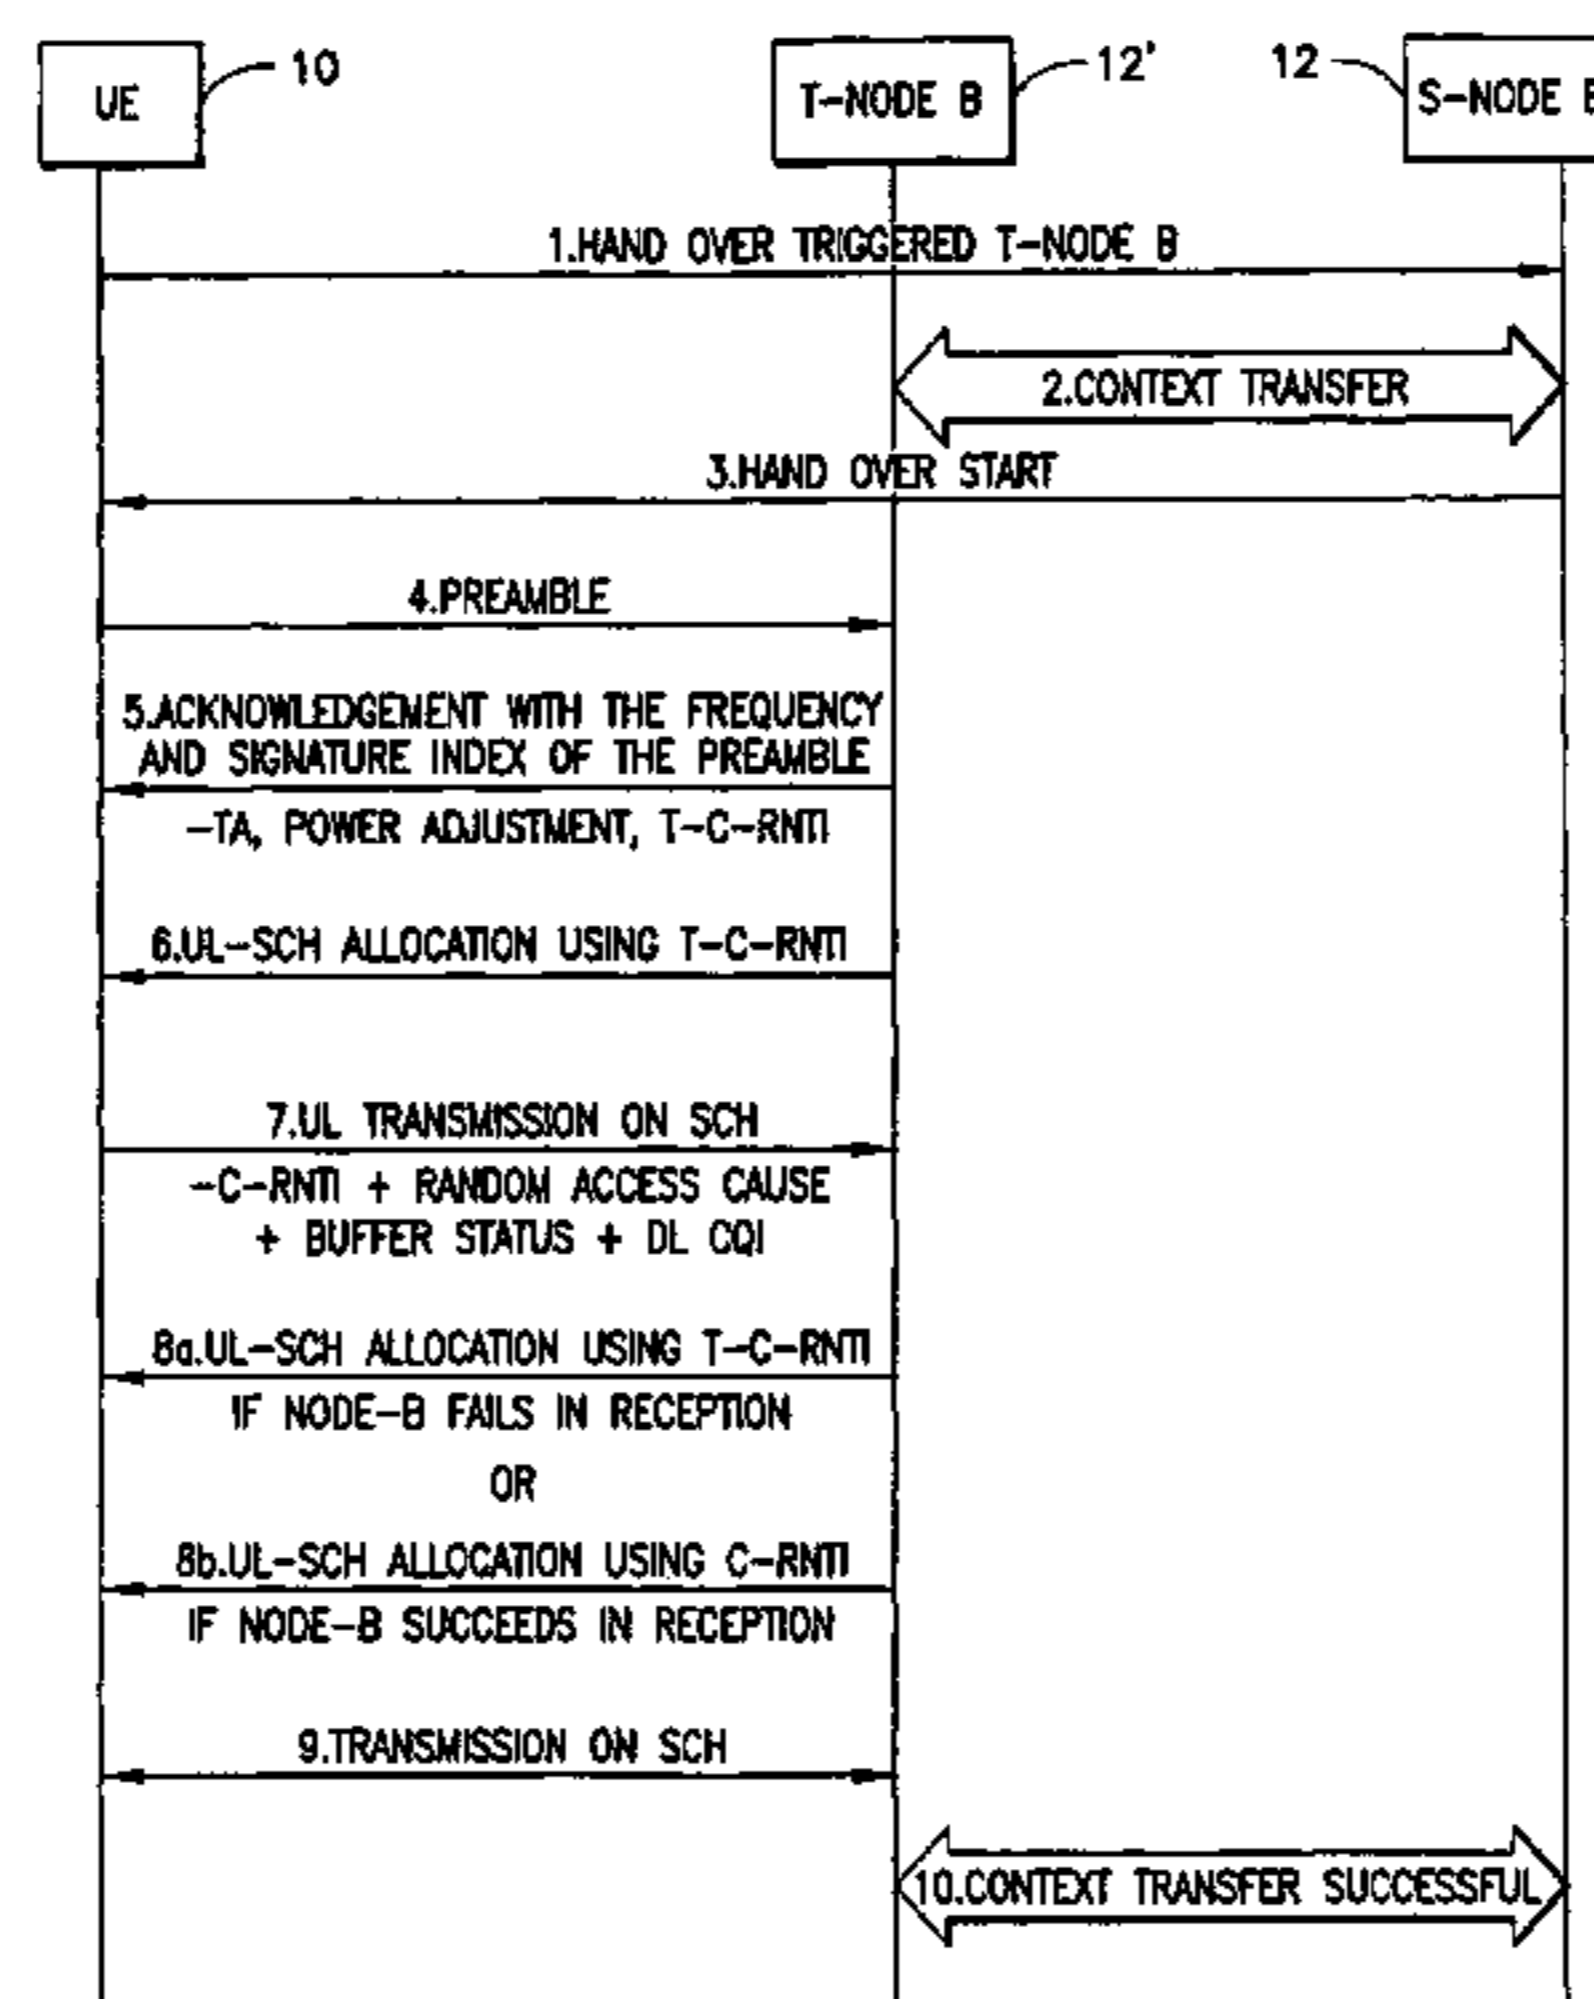 UE
10
T-NODE B
12'
12
S-NODE B
1.HAND OVER TRIGGERED T-NODE B
2.CONTEXT TRANSFER
3.HAND OVER START
4.PREAMBLE
5.ACKNOWLEDGEMENT WITH THE FREQUENCY
AND SIGNATURE INDEX OF THE PREAMBLE
-TA, POWER ADJUSTMENT, T-C-RNTI
6.UL-SCH ALLOCATION USING T-C-RNTI
7.UL TRANSMISSION ON SCH
-C-RNTI + RANDOM ACCESS CAUSE
+ BUFFER STATUS + DL CQI
8a.UL-SCH ALLOCATION USING T-C-RNTI
IF NODE-B FAILS IN RECEPTION
OR
8b.UL-SCH ALLOCATION USING C-RNTI
IF NODE-B SUCCEEDS IN RECEPTION
9.TRANSMISSION ON SCH
10.CONTEXT TRANSFER SUCCESSFUL